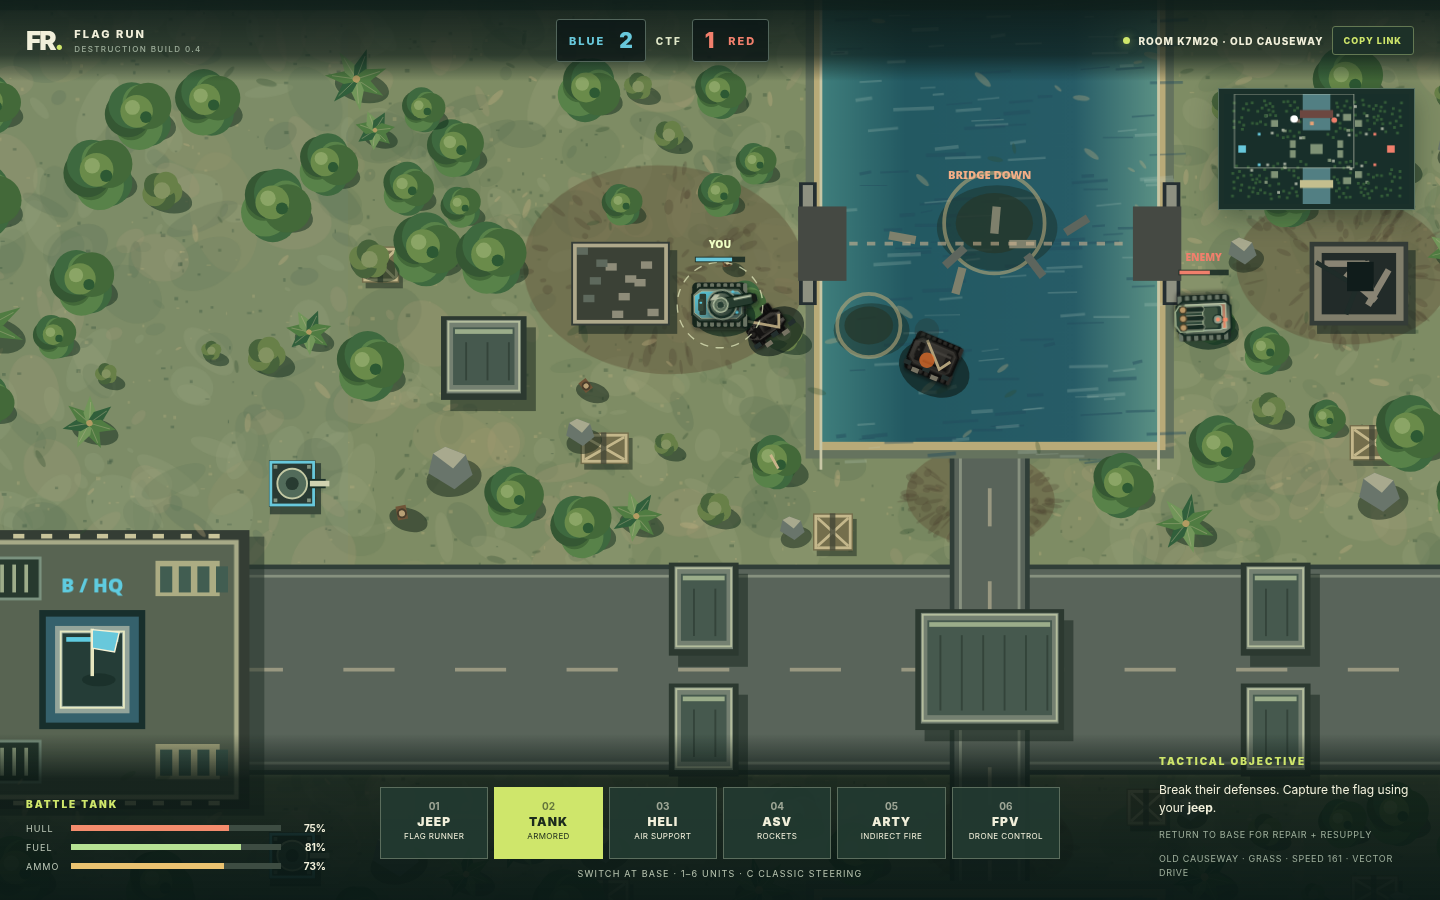 FR.
FLAG RUN
DESTRUCTION BUILD 0.4
BLUE 2 CTF 1 RED
ROOM K7M2Q · OLD CAUSEWAY
COPY LINK
BRIDGE DOWN
YOU
ENEMY
B / HQ
BATTLE TANK
HULL 75%
FUEL 81%
AMMO 73%
01
JEEP
FLAG RUNNER
02
TANK
ARMORED
03
HELI
AIR SUPPORT
04
ASV
ROCKETS
05
ARTY
INDIRECT FIRE
06
FPV
DRONE CONTROL
SWITCH AT BASE · 1–6 UNITS · C CLASSIC STEERING
TACTICAL OBJECTIVE
Break their defenses. Capture the flag using
your jeep.
RETURN TO BASE FOR REPAIR + RESUPPLY
OLD CAUSEWAY · GRASS · SPEED 161 · VECTOR
DRIVE